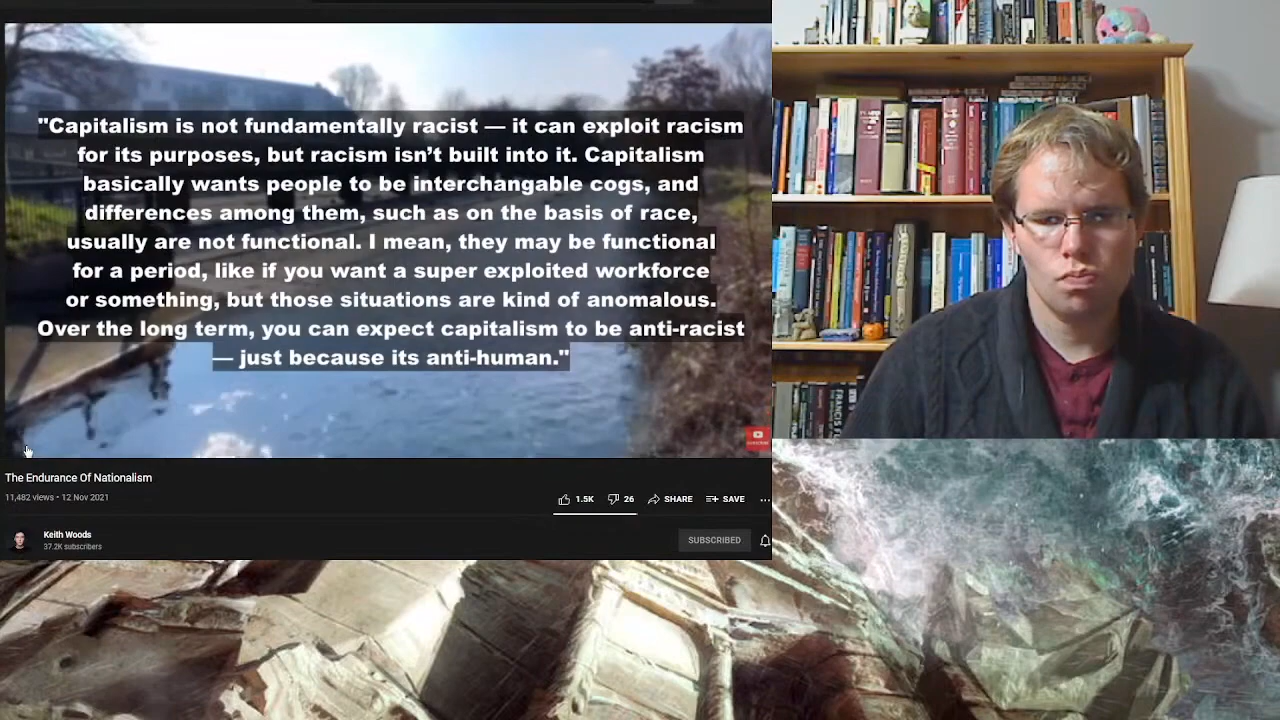 "Capitalism is not fundamentally racist — it can exploit racism
for its purposes, but racism isn’t built into it. Capitalism
basically wants people to be interchangable cogs, and
differences among them, such as on the basis of race,
usually are not functional. I mean, they may be functional
for a period, like if you want a super exploited workforce
or something, but those situations are kind of anomalous.
Over the long term, you can expect capitalism to be anti-racist
— just because its anti-human."
SUBSCRIBE
The Endurance Of Nationalism
11,482 views • 12 Nov 2021
1.5K 26 SHARE SAVE
Keith Woods
37.2K subscribers
SUBSCRIBED
FRANCIS